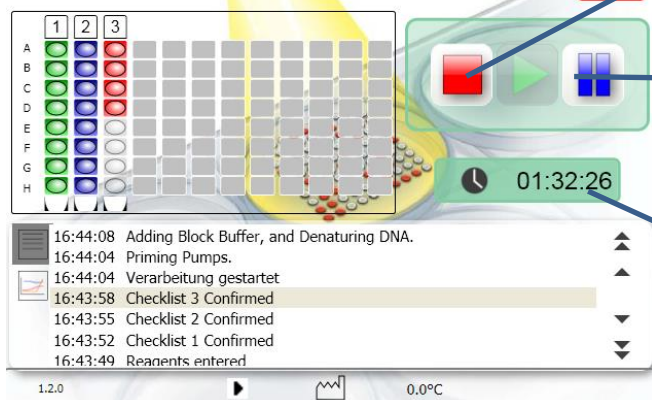 1 2 3
A
B
C
D
E
F
G
H
01:32:26
16:44:08 Adding Block Buffer, and Denaturing DNA.
16:44:04 Priming Pumps.
16:44:04 Verarbeitung gestartet
16:43:58 Checklist 3 Confirmed
16:43:55 Checklist 2 Confirmed
16:43:52 Checklist 1 Confirmed
16:43:49 Reagents entered
1.2.0 0.0°C